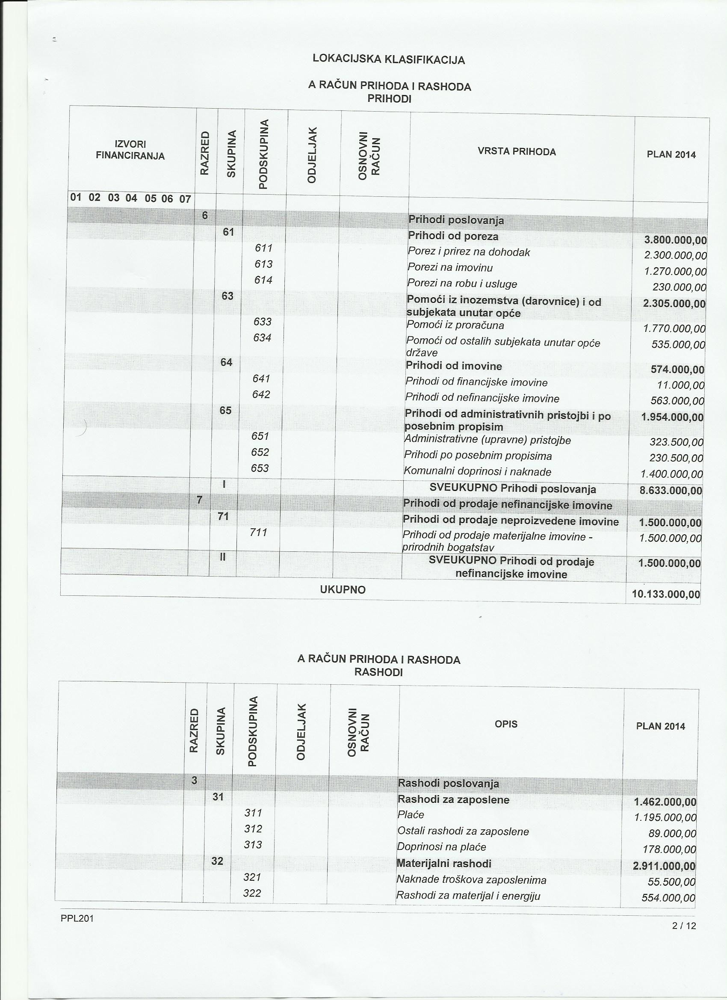 LOKACIJSKA KLASIFIKACIJA
A RAČUN PRIHODA I RASHODA
PRIHODI
IZVORI
FINANCIRANJA
RAZRED
SKUPINA
PODSKUPINA
ODJELJAK
OSNOVNI
RAČUN
VRSTA PRIHODA
PLAN 2014
01 02 03 04 05 06 07
6 Prihodi poslovanja
61 Prihodi od poreza 3.800.000,00
611 Porez i prirez na dohodak 2.300.000,00
613 Porezi na imovinu 1.270.000,00
614 Porezi na robu i usluge 230.000,00
63 Pomoći iz inozemstva (darovnice) i od 2.305.000,00
subjekata unutar opće
633 Pomoći iz proračuna 1.770.000,00
634 Pomoći od ostalih subjekata unutar opće 535.000,00
države
64 Prihodi od imovine 574.000,00
641 Prihodi od financijske imovine 11.000,00
642 Prihodi od nefinancijske imovine 563.000,00
65 Prihodi od administrativnih pristojbi i po 1.954.000,00
posebnim propisim
651 Administrativne (upravne) pristojbe 323.500,00
652 Prihodi po posebnim propisima 230.500,00
653 Komunalni doprinosi i naknade 1.400.000,00
I SVEUKUPNO Prihodi poslovanja 8.633.000,00
7 Prihodi od prodaje nefinancijske imovine
71 Prihodi od prodaje neproizvedene imovine 1.500.000,00
711 Prihodi od prodaje materijalne imovine - 1.500.000,00
prirodnih bogatstav
II SVEUKUPNO Prihodi od prodaje 1.500.000,00
nefinancijske imovine
UKUPNO 10.133.000,00
A RAČUN PRIHODA I RASHODA
RASHODI
RAZRED
SKUPINA
PODSKUPINA
ODJELJAK
OSNOVNI
RAČUN
OPIS
PLAN 2014
3 Rashodi poslovanja
31 Rashodi za zaposlene 1.462.000,00
311 Plaće 1.195.000,00
312 Ostali rashodi za zaposlene 89.000,00
313 Doprinosi na plaće 178.000,00
32 Materijalni rashodi 2.911.000,00
321 Naknade troškova zaposlenima 55.500,00
322 Rashodi za materijal i energiju 554.000,00
PPL201
2 / 12